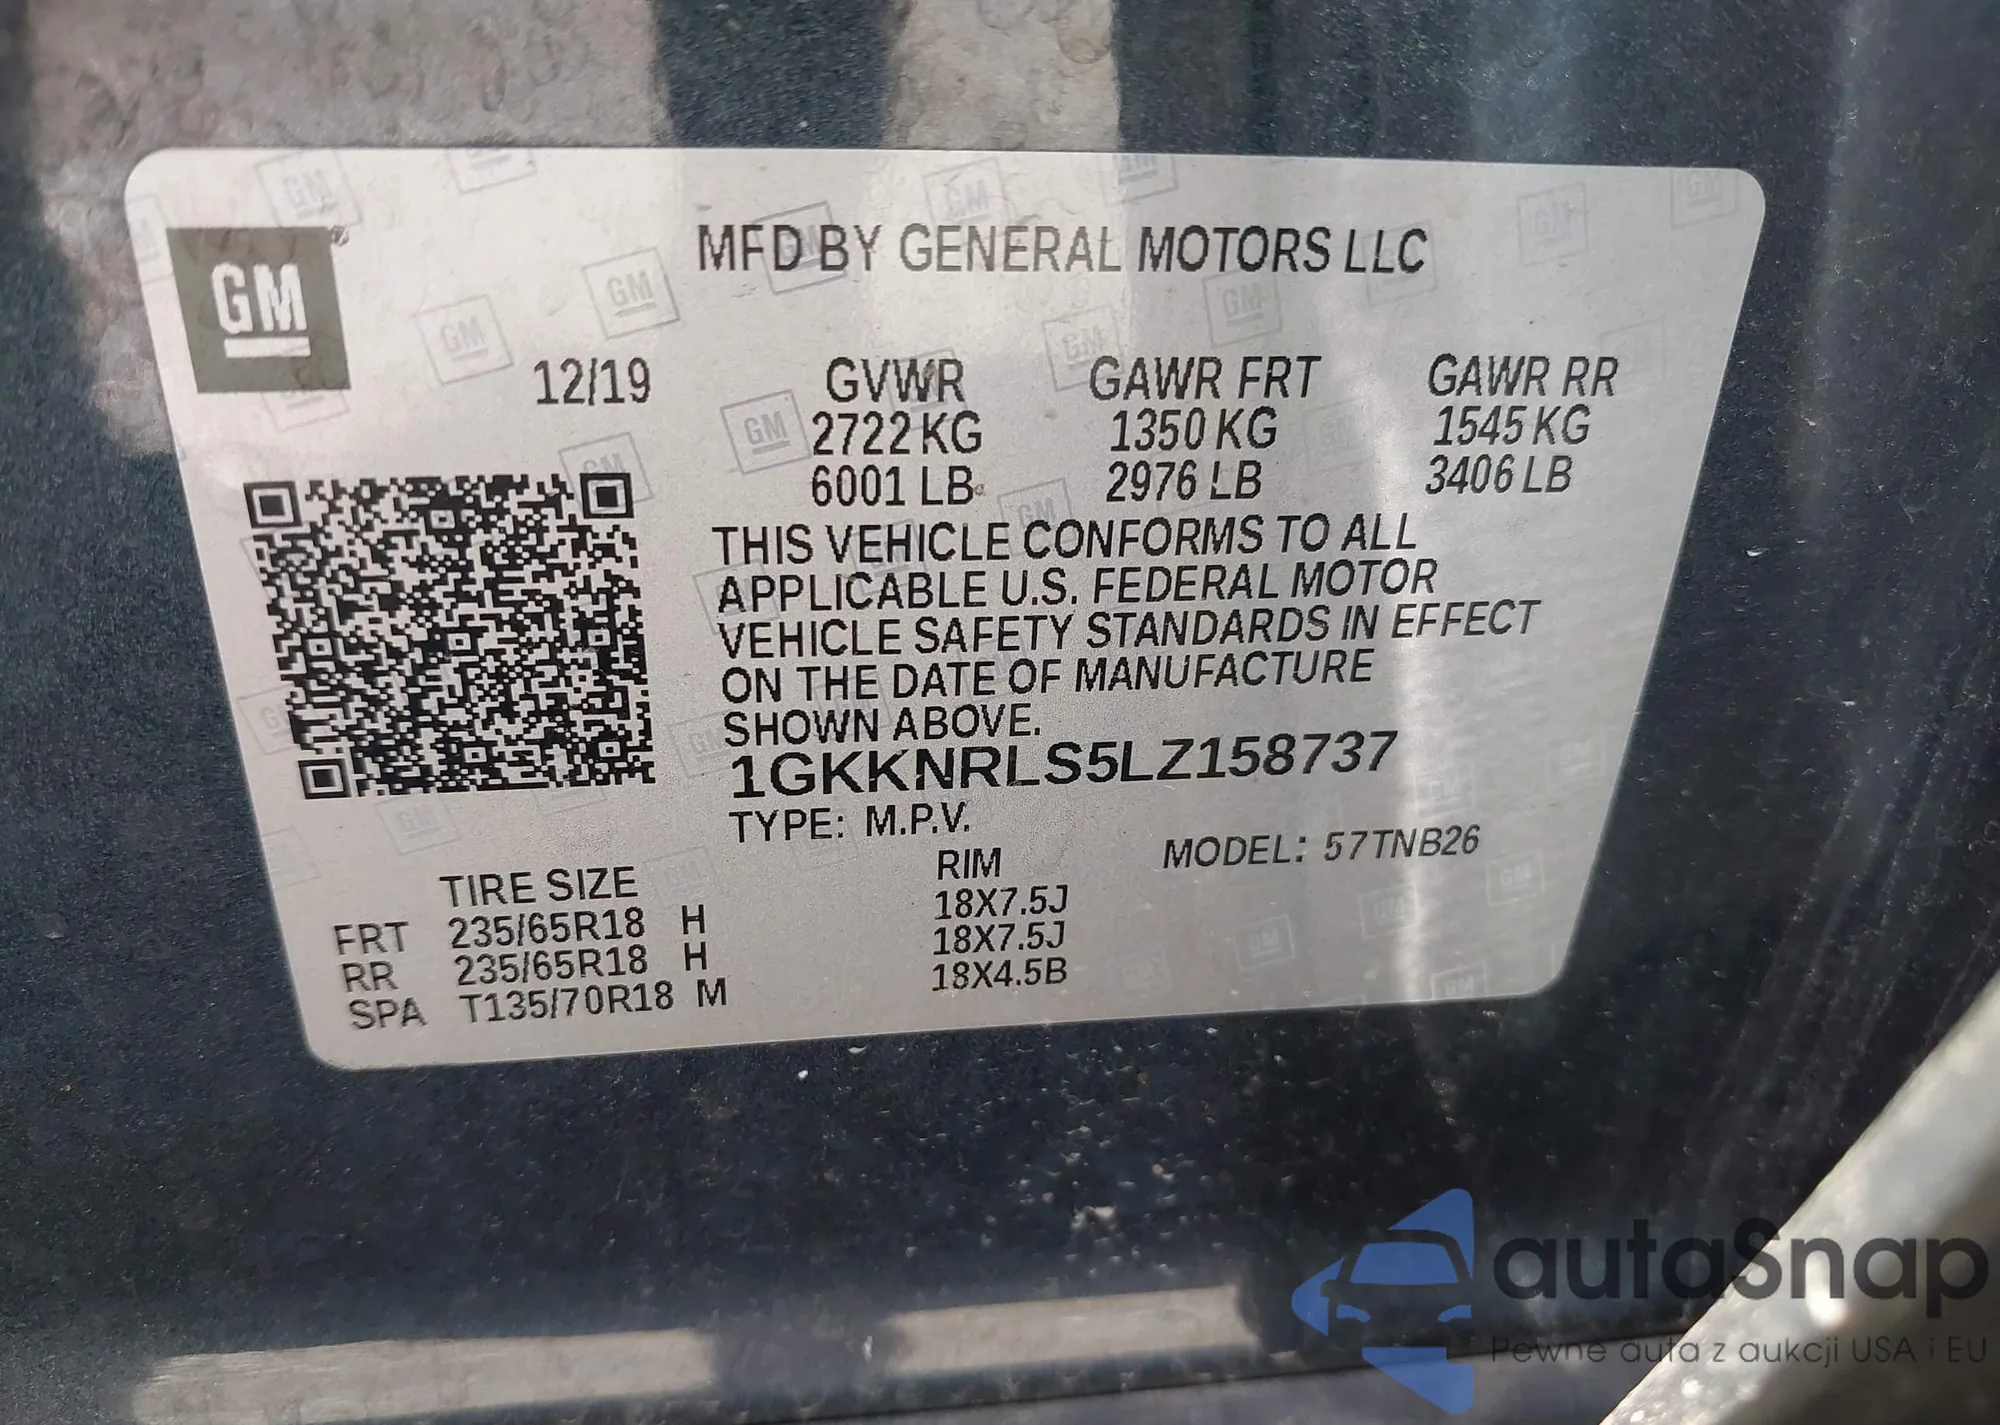 GM
MFD BY GENERAL MOTORS LLC
12/19 GVWR GAWR FRT GAWR RR
2722 KG 1350 KG 1545 KG
6001 LB 2976 LB 3406 LB
THIS VEHICLE CONFORMS TO ALL
APPLICABLE U.S. FEDERAL MOTOR
VEHICLE SAFETY STANDARDS IN EFFECT
ON THE DATE OF MANUFACTURE
SHOWN ABOVE.
1GKKNRLS5LZ158737
TYPE: M.P.V.
MODEL: 57TNB26
TIRE SIZE RIM
FRT 235/65R18 H 18X7.5J
RR 235/65R18 H 18X7.5J
SPA T135/70R18 M 18X4.5B
autaSnap
Pewne auta z aukcji USA i EU